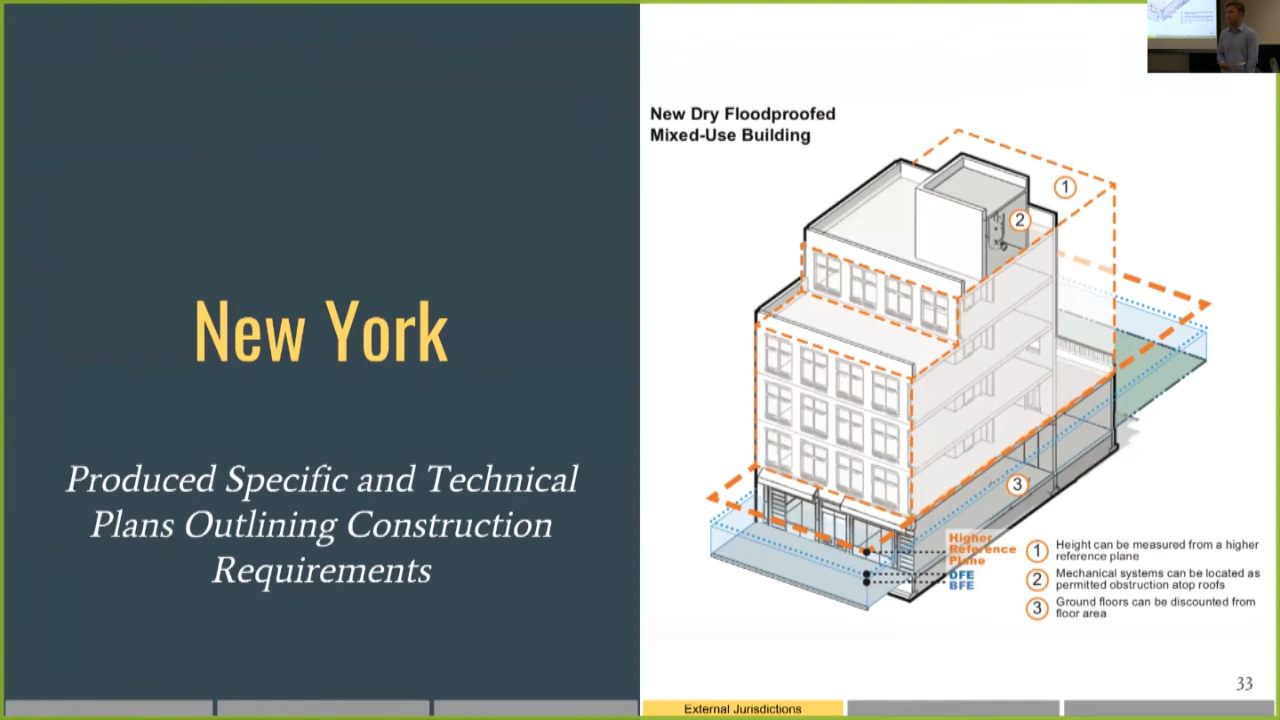 New York
Produced Specific and Technical
Plans Outlining Construction
Requirements
New Dry Floodproofed
Mixed-Use Building
1
2
3
Higher
Reference
Plane
DFE
BFE
1 Height can be measured from a higher
reference plane
2 Mechanical systems can be located as
permitted obstruction atop roofs
3 Ground floors can be discounted from
floor area
33
External Jurisdictions